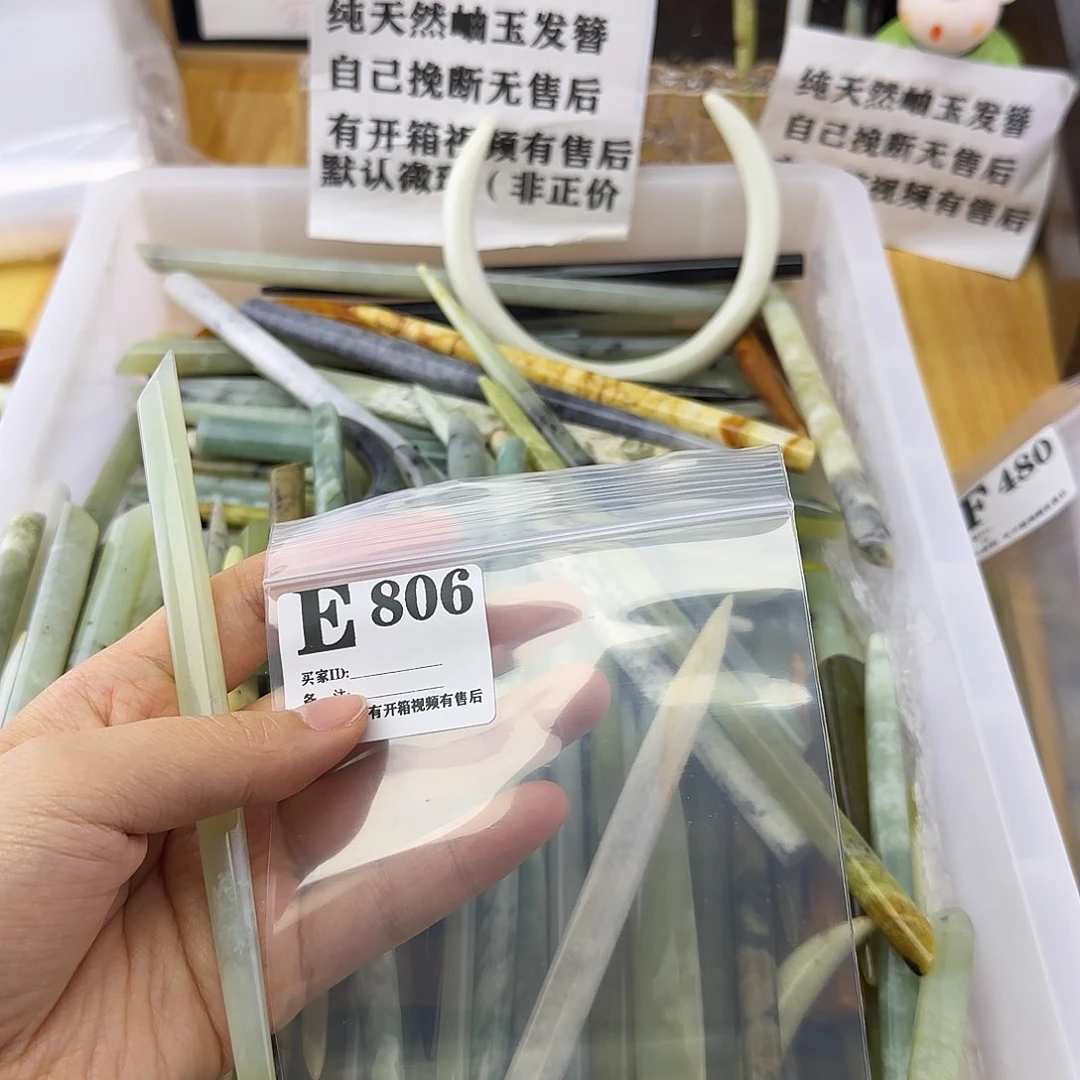 纯天然岫玉发簪
自己挽断无售后
有开箱视频有售后
默认微瑕（非正价
纯天然岫玉发簪
自己挽断无售后
视频有售后
F 480
E 806
买家ID:
备 注:
有开箱视频有售后